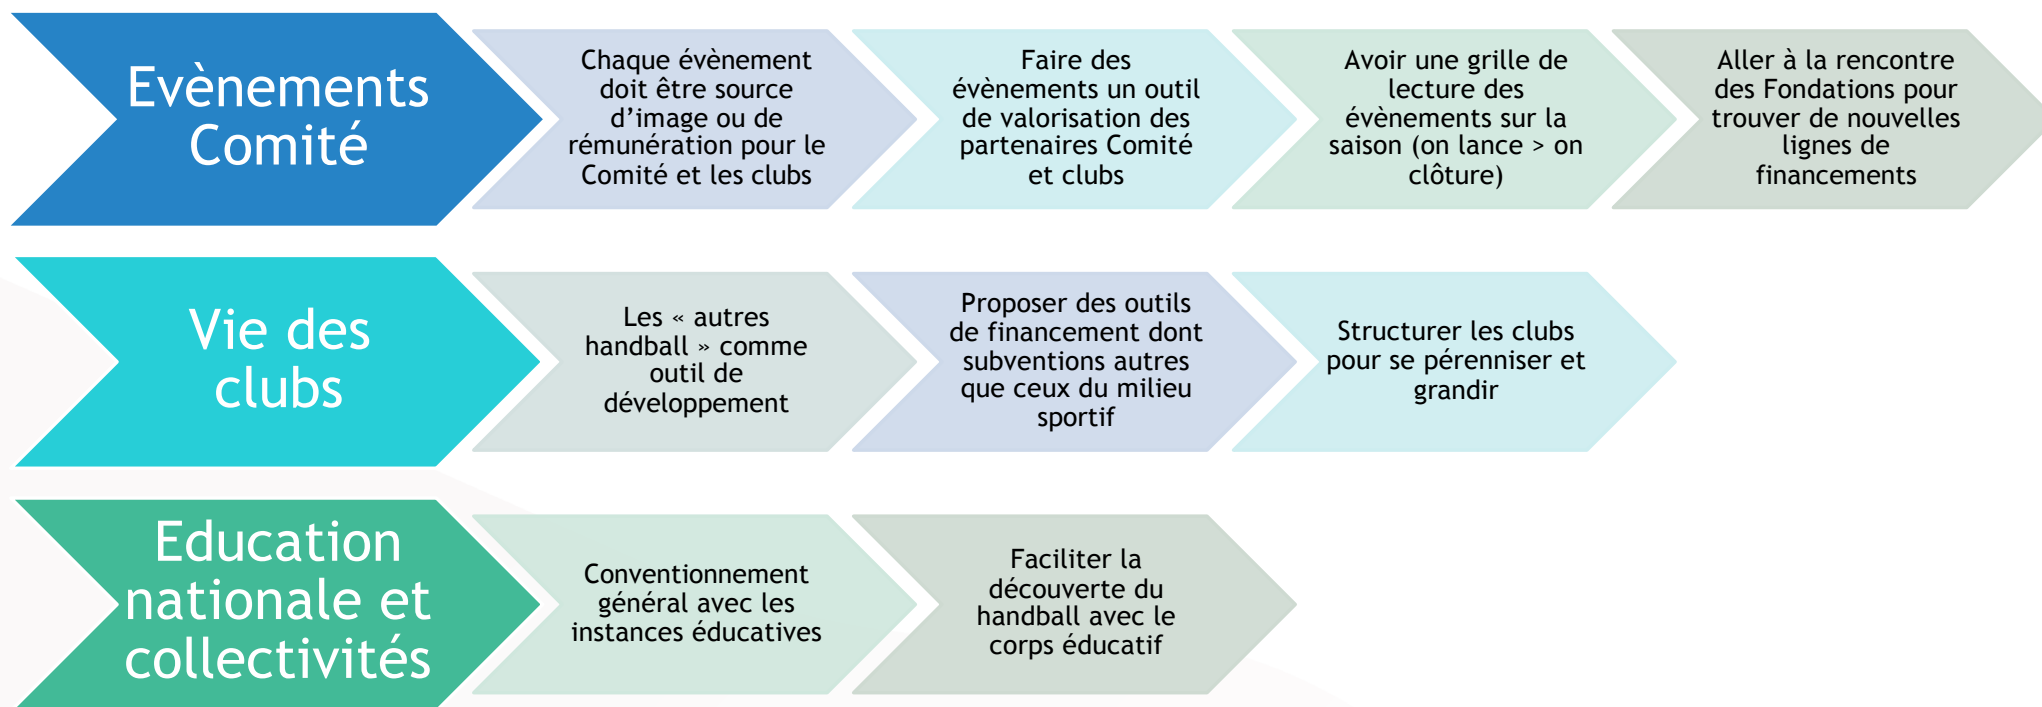 Evènements
Comité
Chaque évènement
doit être source
d’image ou de
rémunération pour le
Comité et les clubs
Faire des
évènements un outil
de valorisation des
partenaires Comité
et clubs
Avoir une grille de
lecture des
évènements sur la
saison (on lance > on
clôture)
Aller à la rencontre
des Fondations pour
trouver de nouvelles
lignes de
financements
Vie des
clubs
Les « autres
handball » comme
outil de
développement
Proposer des outils
de financement dont
subventions autres
que ceux du milieu
sportif
Structurer les clubs
pour se pérenniser et
grandir
Education
nationale et
collectivités
Conventionnement
général avec les
instances éducatives
Faciliter la
découverte du
handball avec le
corps éducatif